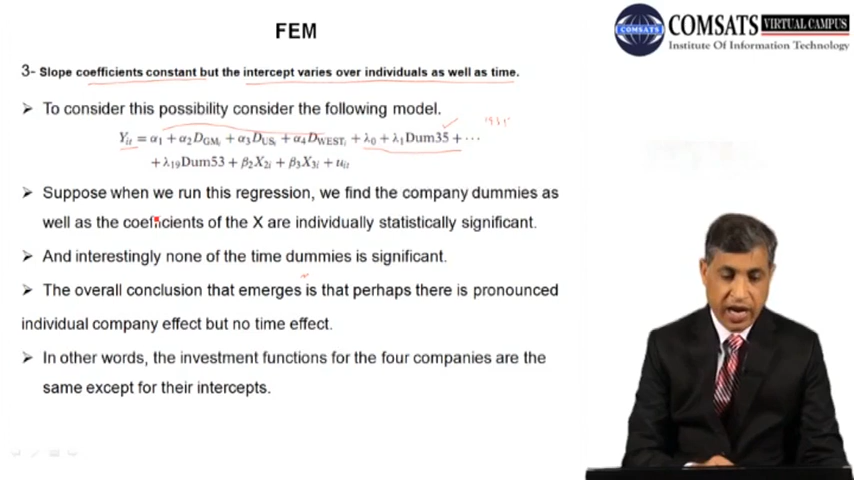 FEM
COMSATS VIRTUAL CAMPUS
Institute Of Information Technology
3- Slope coefficients constant but the intercept varies over individuals as well as time.
➤ To consider this possibility consider the following model.
Yᵢₜ = α₁ + α₂D_GMᵢ + α₃D_USᵢ + α₄D_WESTᵢ + λ₀ + λ₁Dum35 + ···
+ λ₁₉Dum53 + β₂X₂ᵢ + β₃X₃ᵢ + uᵢₜ
➤ Suppose when we run this regression, we find the company dummies as
well as the coefficients of the X are individually statistically significant.
➤ And interestingly none of the time dummies is significant.
➤ The overall conclusion that emerges is that perhaps there is pronounced
individual company effect but no time effect.
➤ In other words, the investment functions for the four companies are the
same except for their intercepts.